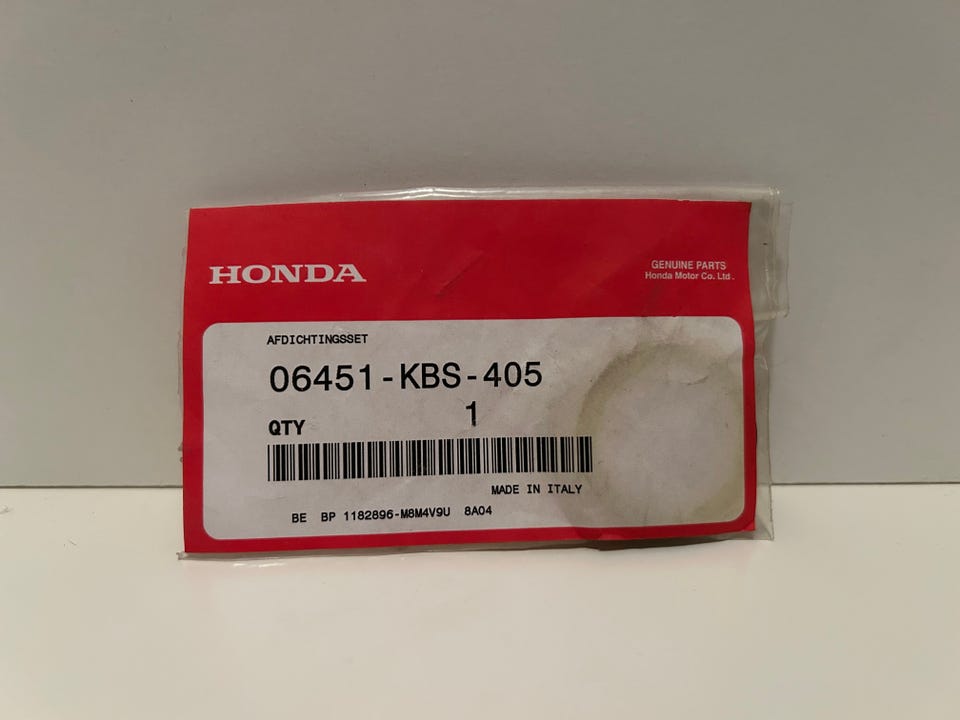 HONDA
GENUINE PARTS
Honda Motor Co. Ltd.
AFDICHTINGSSET
06451-KBS-405
QTY 1
MADE IN ITALY
BE BP 1182896-M8M4V9U 8A04